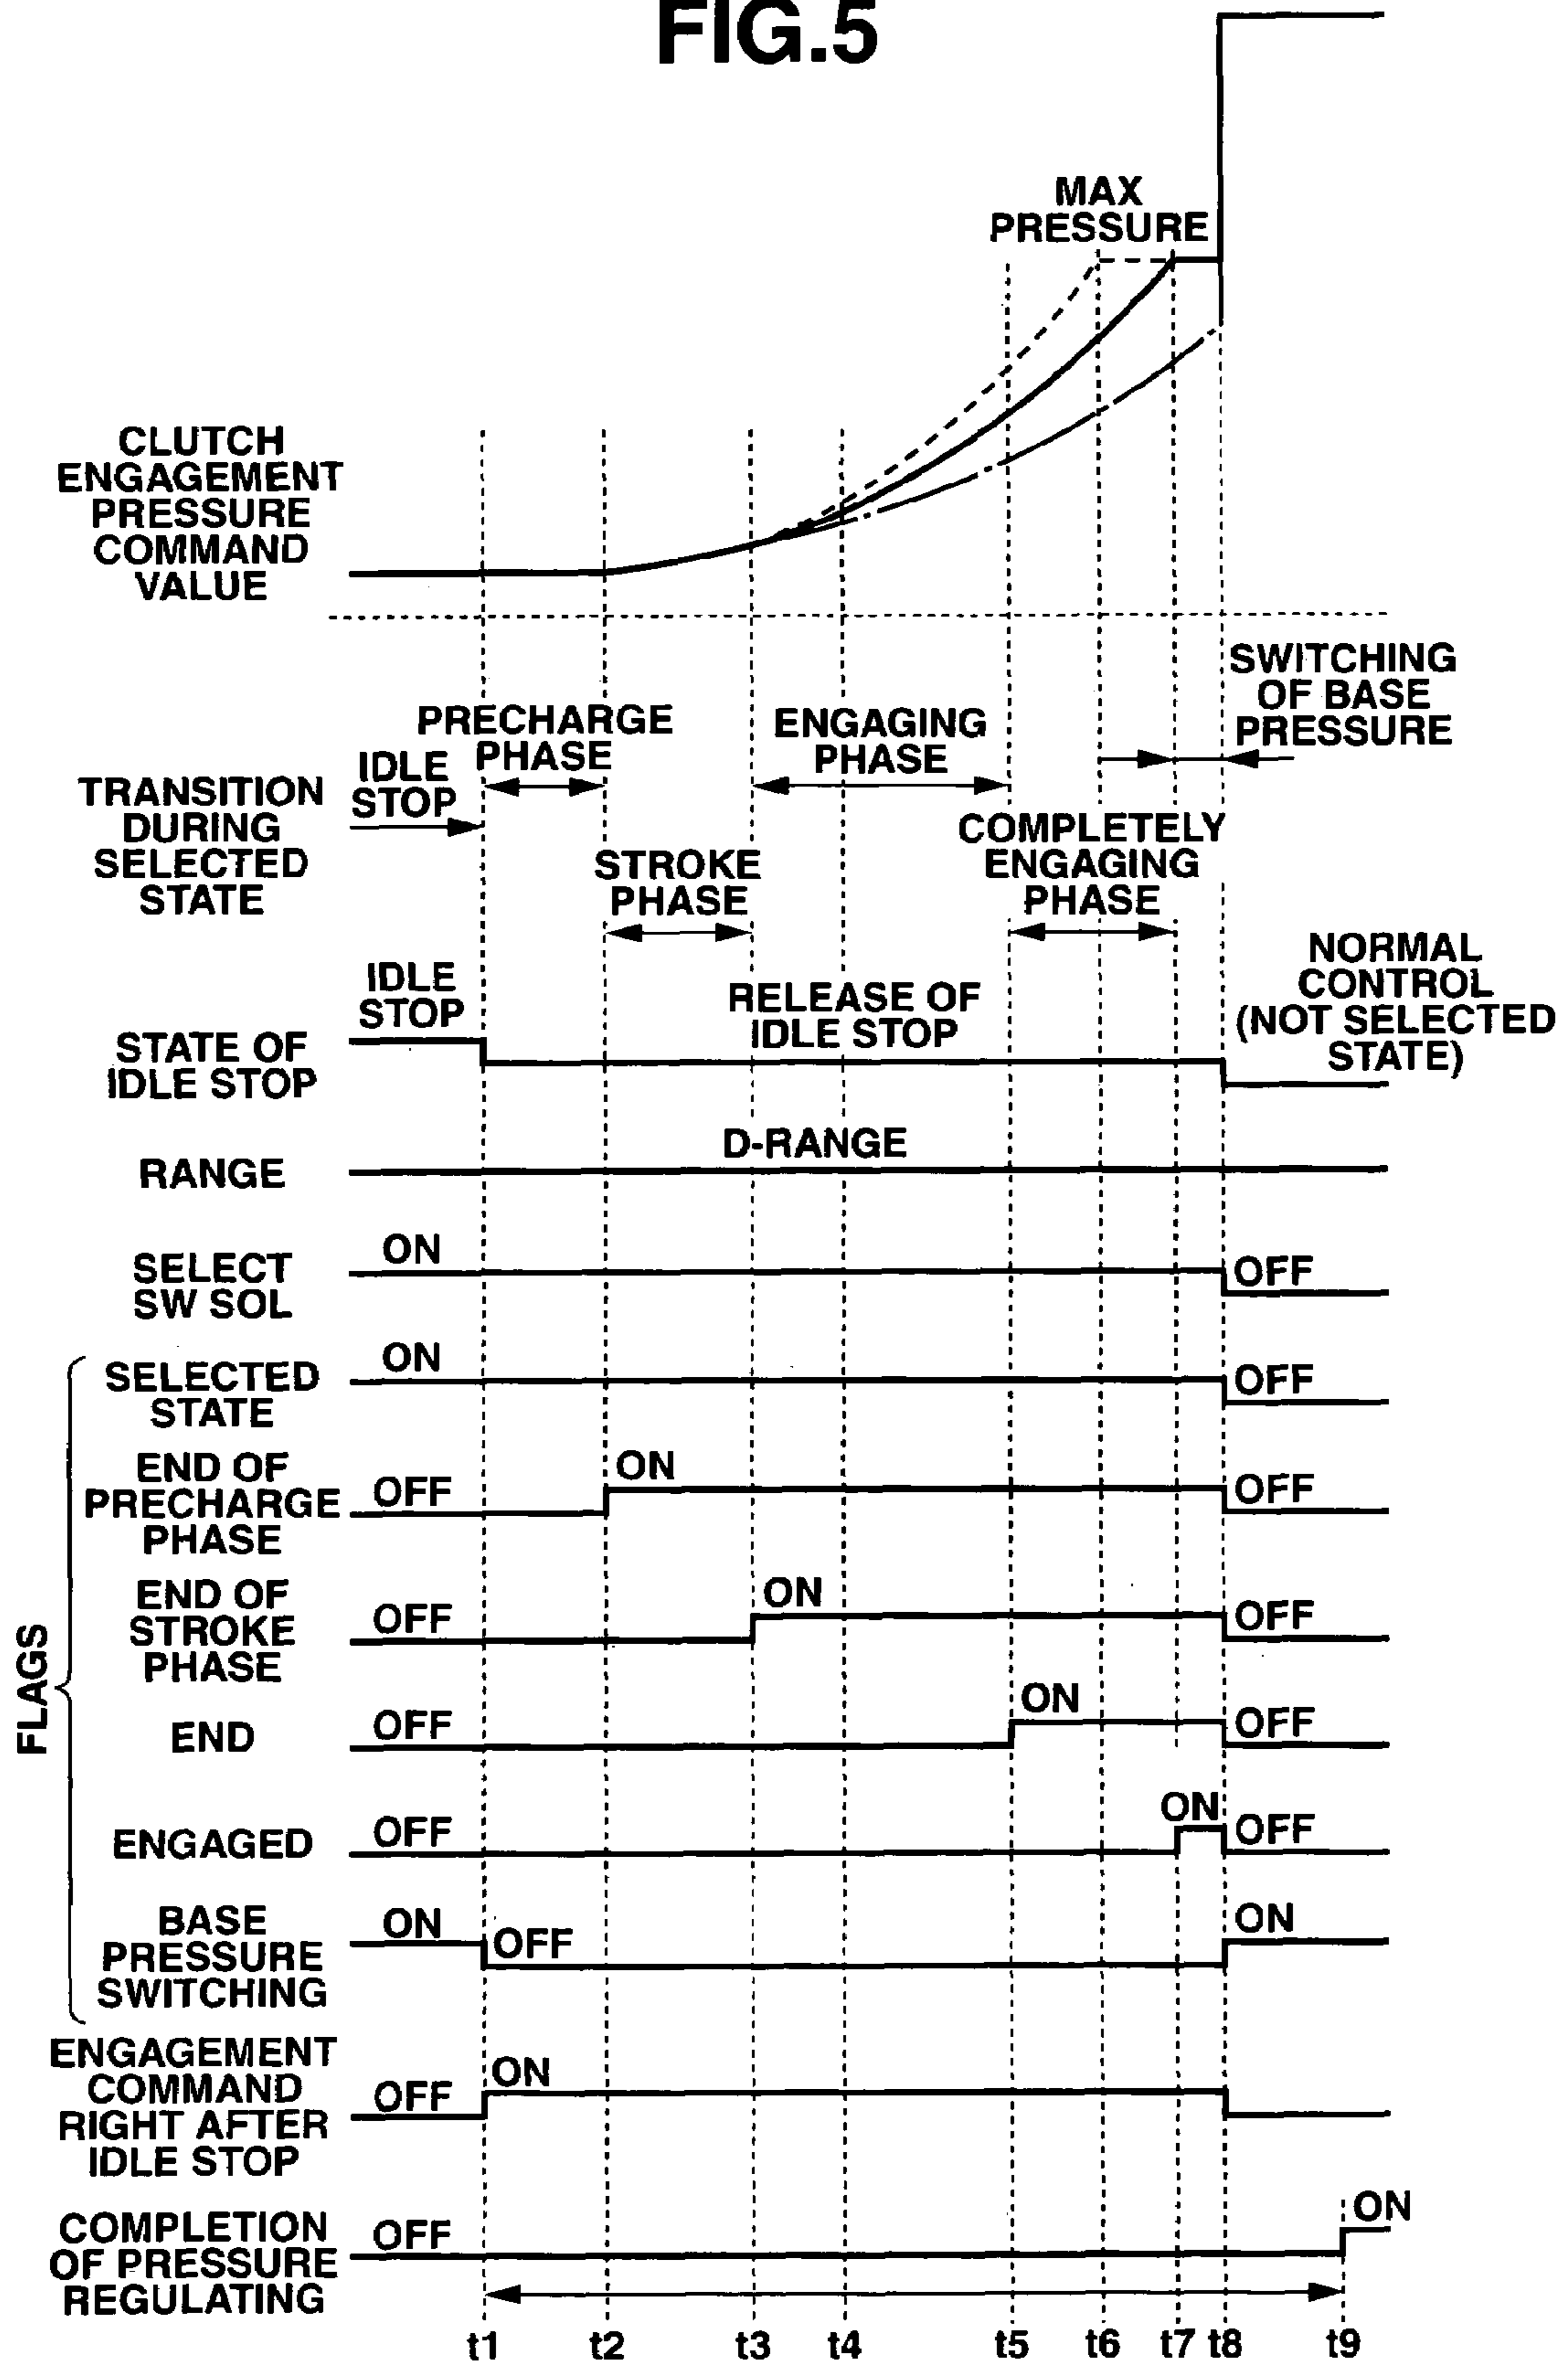 FIG.5
MAX
PRESSURE
CLUTCH
ENGAGEMENT
PRESSURE
COMMAND
VALUE
SWITCHING
OF BASE
PRESSURE
PRECHARGE
PHASE
ENGAGING
PHASE
IDLE
STOP
TRANSITION
DURING
SELECTED
STATE
STROKE
PHASE
COMPLETELY
ENGAGING
PHASE
IDLE
STOP
RELEASE OF
IDLE STOP
NORMAL
CONTROL
(NOT SELECTED
STATE)
STATE OF
IDLE STOP
D-RANGE
RANGE
ON
SELECT
SW SOL
OFF
FLAGS
ON
SELECTED
STATE
OFF
END OF
PRECHARGE
PHASE
OFF
ON
OFF
END OF
STROKE
PHASE
OFF
ON
OFF
END
OFF
ON
OFF
ENGAGED
OFF
ON
OFF
BASE
PRESSURE
SWITCHING
ON
OFF
ON
ENGAGEMENT
COMMAND
RIGHT AFTER
IDLE STOP
OFF
ON
COMPLETION
OF PRESSURE
REGULATING
OFF
ON
t1 t2 t3 t4 t5 t6 t7 t8 t9